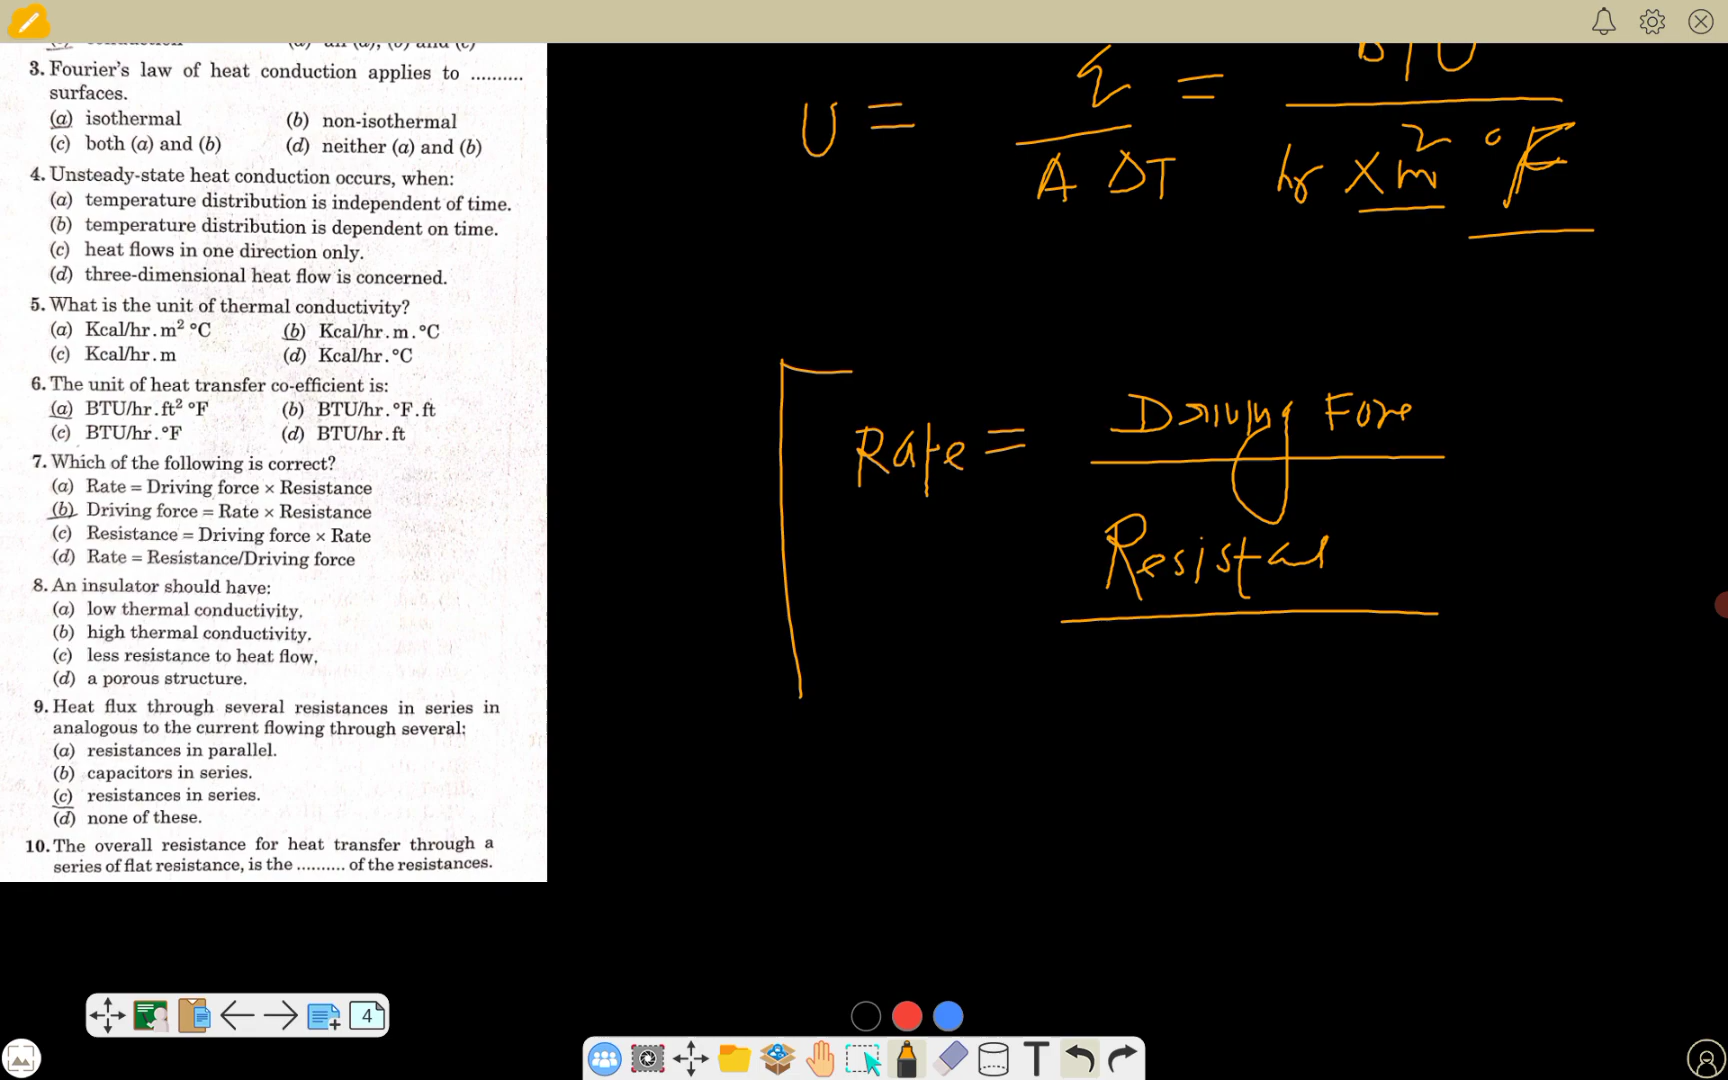 3. Fourier's law of heat conduction applies to ..........
surfaces.
(a) isothermal (b) non-isothermal
(c) both (a) and (b) (d) neither (a) and (b)
4. Unsteady-state heat conduction occurs, when:
(a) temperature distribution is independent of time.
(b) temperature distribution is dependent on time.
(c) heat flows in one direction only.
(d) three-dimensional heat flow is concerned.
5. What is the unit of thermal conductivity?
(a) Kcal/hr.m² °C (b) Kcal/hr.m.°C
(c) Kcal/hr.m (d) Kcal/hr.°C
6. The unit of heat transfer co-efficient is:
(a) BTU/hr.ft² °F (b) BTU/hr.°F.ft
(c) BTU/hr.°F (d) BTU/hr.ft
7. Which of the following is correct?
(a) Rate = Driving force × Resistance
(b) Driving force = Rate × Resistance
(c) Resistance = Driving force × Rate
(d) Rate = Resistance/Driving force
8. An insulator should have:
(a) low thermal conductivity.
(b) high thermal conductivity.
(c) less resistance to heat flow.
(d) a porous structure.
9. Heat flux through several resistances in series in
analogous to the current flowing through several:
(a) resistances in parallel.
(b) capacitors in series.
(c) resistances in series.
(d) none of these.
10. The overall resistance for heat transfer through a
series of flat resistance, is the .......... of the resistances.
BTU
U = =
A ΔT hr × m² °F
Driving
Rate =
4
T